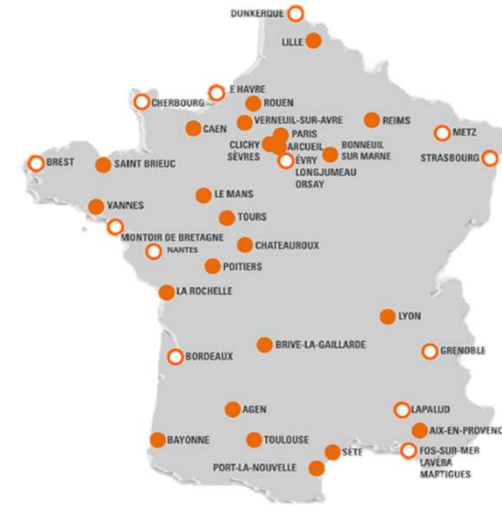 DUNKERQUE
LILLE
E HAVRE
CHERBOURG
ROUEN
VERNEUIL-SUR-AVRE
REIMS
CAEN
PARIS
METZ
CLICHY
ARCUEIL
BONNEUIL
SUR MARNE
SÈVRES
STRASBOURG
ÉVRY
LONGJUMEAU
ORSAY
BREST
SAINT BRIEUC
LE MANS
VANNES
TOURS
MONTOIR DE BRETAGNE
NANTES
CHATEAUROUX
POITIERS
LA ROCHELLE
LYON
BRIVE-LA-GAILLARDE
GRENOBLE
BORDEAUX
AGEN
LAPALUD
AIX-EN-PROVENC
BAYONNE
TOULOUSE
SÈTE
FOS-SUR-MER
LAVÉRA
MARTIGUES
PORT-LA-NOUVELLE